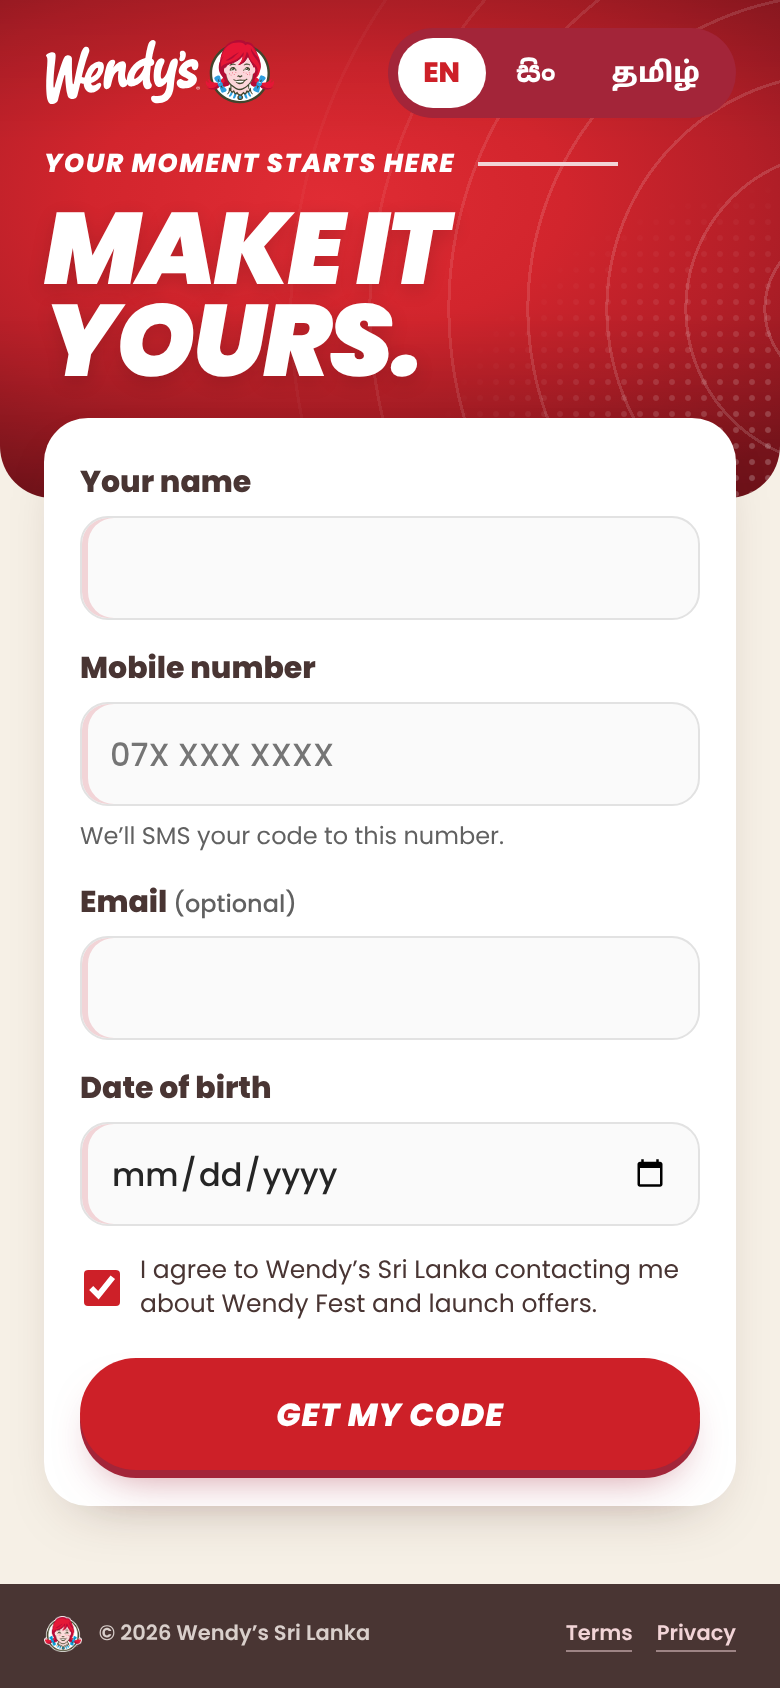 Wendy's
EN
සිං
தமிழ்
YOUR MOMENT STARTS HERE
MAKE IT
YOURS.
Your name
Mobile number
07X XXX XXXX
We’ll SMS your code to this number.
Email (optional)
Date of birth
mm/dd/yyyy
I agree to Wendy’s Sri Lanka contacting me
about Wendy Fest and launch offers.
GET MY CODE
© 2026 Wendy’s Sri Lanka
Terms
Privacy